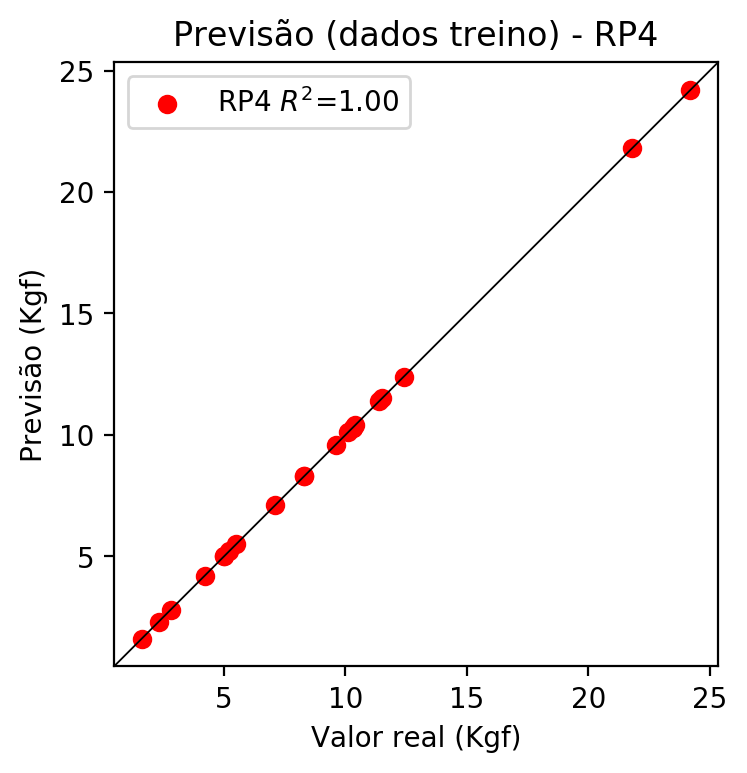 Previsão (dados treino) - RP4
RP4 R²=1.00
Previsão (Kgf)
25
20
15
10
5
5 10 15 20 25
Valor real (Kgf)